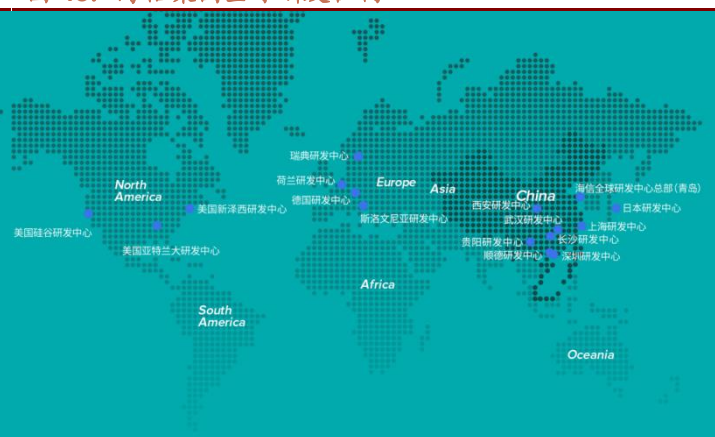 瑞典研发中心
荷兰研发中心
Europe
Asia
North
America
德国研发中心
China
海信全球研发中心总部(青岛)
西安研发中心
日本研发中心
美国新泽西研发中心
斯洛文尼亚研发中心
武汉研发中心
上海研发中心
美国硅谷研发中心
贵阳研发中心
长沙研发中心
美国亚特兰大研发中心
顺德研发中心
深圳研发中心
Africa
South
America
Oceania